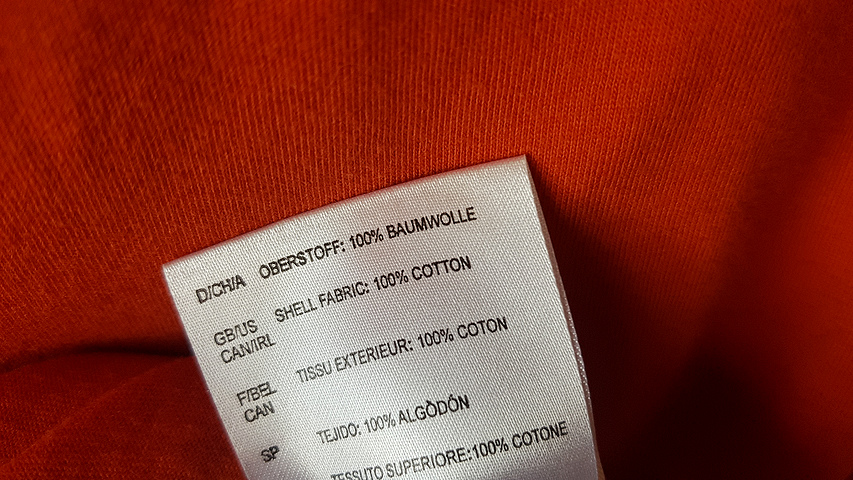 D/CH/A OBERSTOFF: 100% BAUMWOLLE
GB/US SHELL FABRIC: 100% COTTON
CAN/IRL
F/BEL TISSU EXTERIEUR: 100% COTON
CAN
SP TEJIDO: 100% ALGÒDÓN
TESSUTO SUPERIORE:100% COTONE